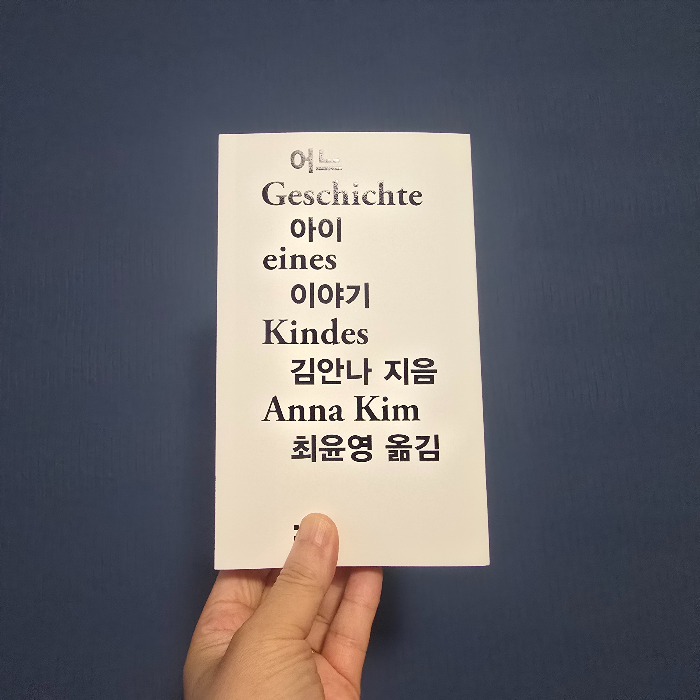 어느
Geschichte
아이
eines
이야기
Kindes
김안나 지음
Anna Kim
최윤영 옮김